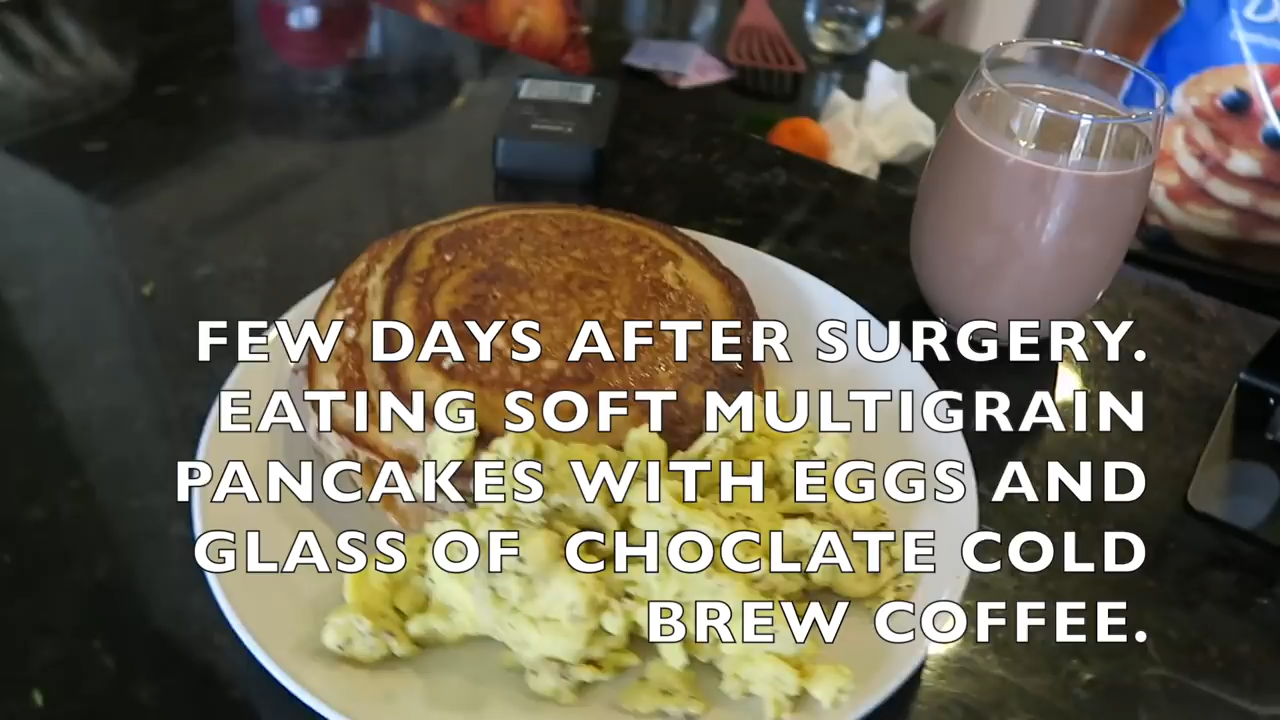 FEW DAYS AFTER SURGERY.
EATING SOFT MULTIGRAIN
PANCAKES WITH EGGS AND
GLASS OF CHOCLATE COLD
BREW COFFEE.